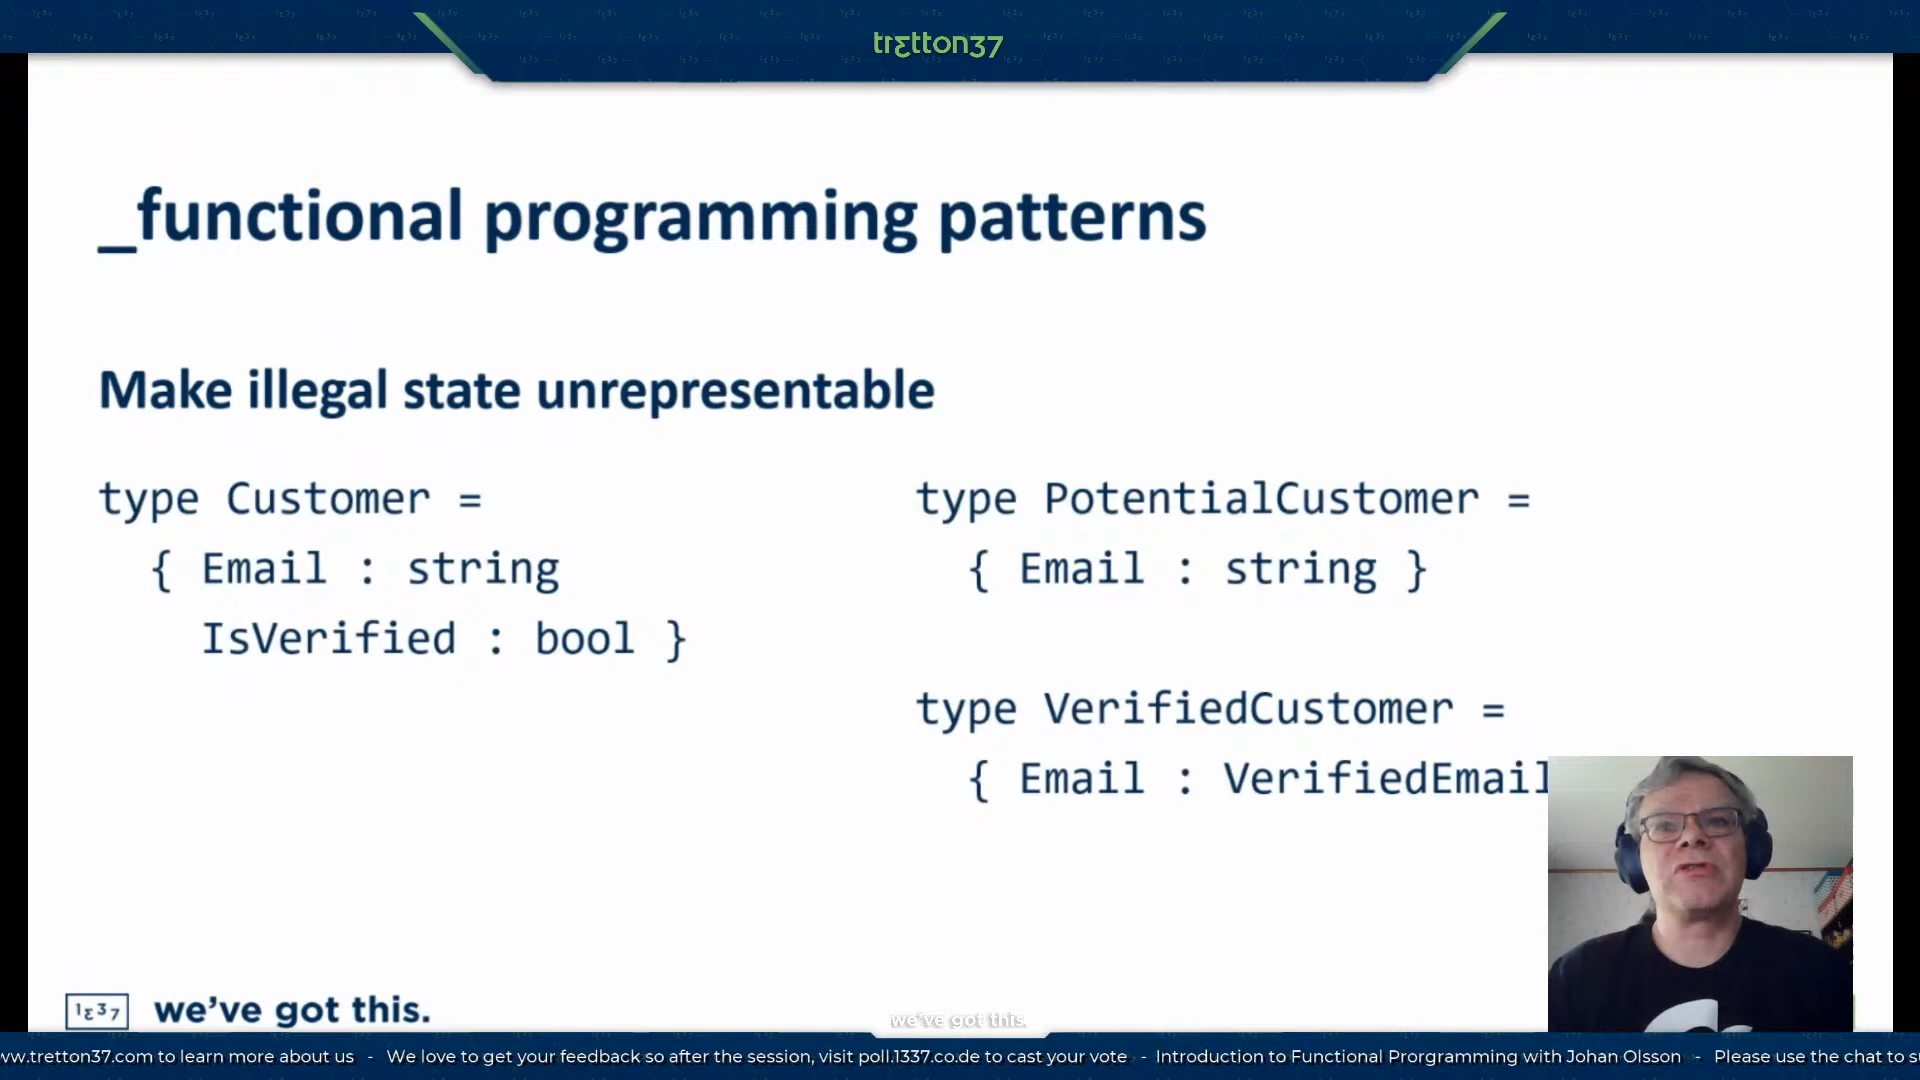 trɛtton37
_functional programming patterns
Make illegal state unrepresentable
type Customer =
{ Email : string
IsVerified : bool }
type PotentialCustomer =
{ Email : string }
type VerifiedCustomer =
{ Email : VerifiedEmail
1ɛ37 we've got this.
we've got this.
ww.tretton37.com to learn more about us - We love to get your feedback so after the session, visit poll.1337.co.de to cast your vote - Introduction to Functional Prorgramming with Johan Olsson - Please use the chat to su